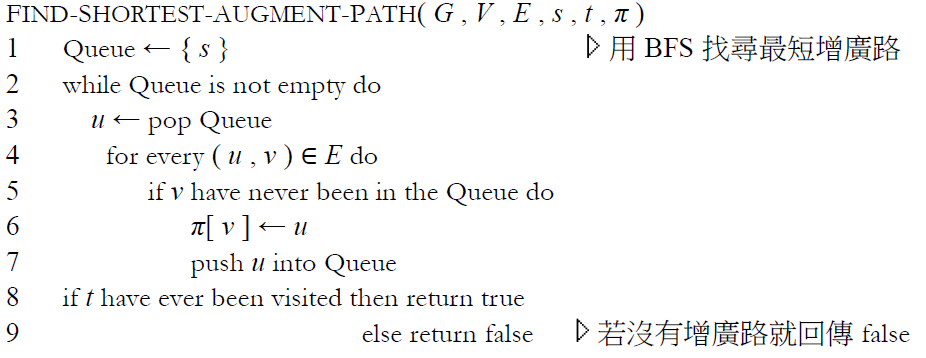 FIND-SHORTEST-AUGMENT-PATH( G , V , E , s , t , π )
1 Queue ← { s } ▷ 用 BFS 找尋最短增廣路
2 while Queue is not empty do
3 u ← pop Queue
4 for every ( u , v ) ∈ E do
5 if v have never been in the Queue do
6 π[ v ] ← u
7 push u into Queue
8 if t have ever been visited then return true
9 else return false ▷ 若沒有增廣路就回傳 false